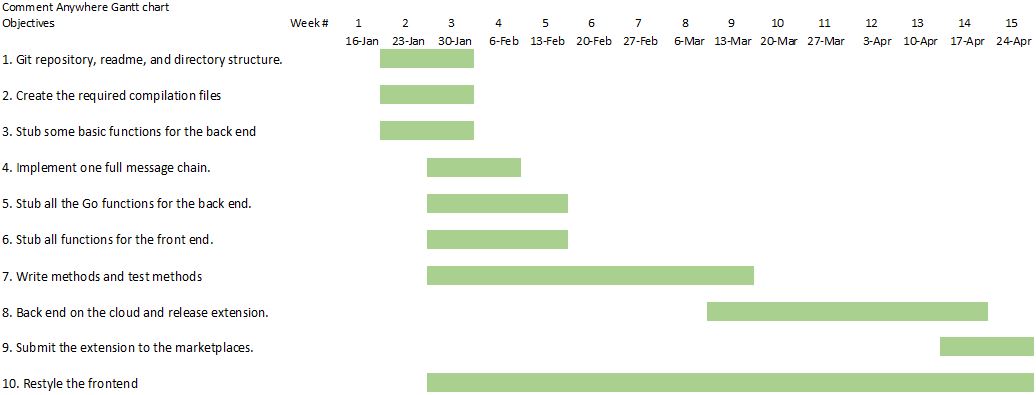 Comment Anywhere Gantt chart
Objectives Week # 1 2 3 4 5 6 7 8 9 10 11 12 13 14 15
16-Jan 23-Jan 30-Jan 6-Feb 13-Feb 20-Feb 27-Feb 6-Mar 13-Mar 20-Mar 27-Mar 3-Apr 10-Apr 17-Apr 24-Apr
1. Git repository, readme, and directory structure.
2. Create the required compilation files
3. Stub some basic functions for the back end
4. Implement one full message chain.
5. Stub all the Go functions for the back end.
6. Stub all functions for the front end.
7. Write methods and test methods
8. Back end on the cloud and release extension.
9. Submit the extension to the marketplaces.
10. Restyle the frontend